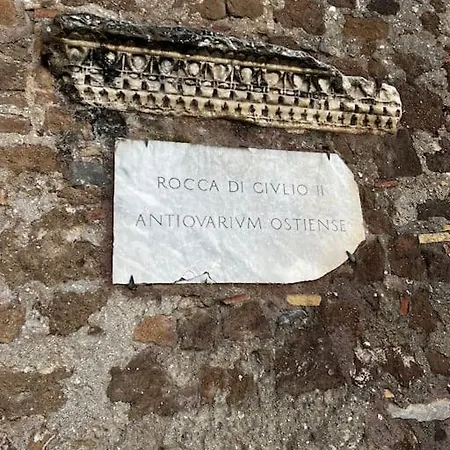 ROCCA DI GIVLIO II
ANTIQVARIVM OSTIENSE